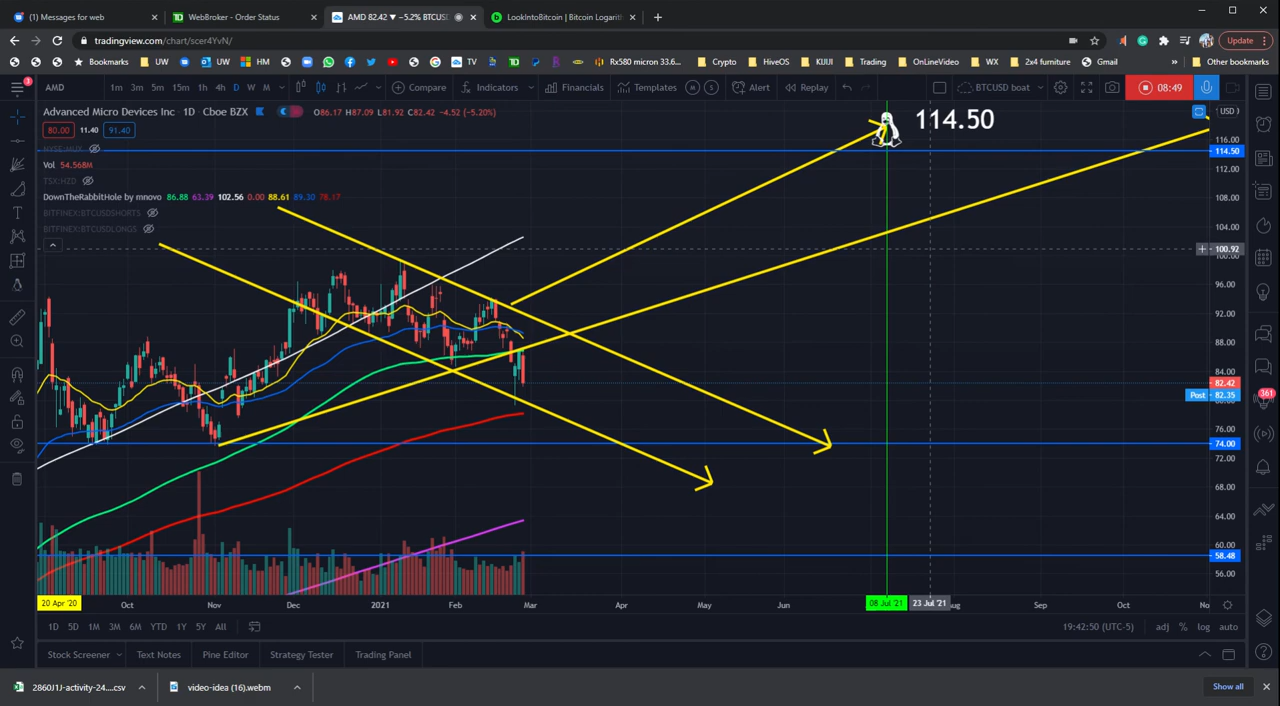 (1) Messages for web
WebBroker - Order Status
AMD 82.42 ▼ −5.2% BTCUSD
LookIntoBitcoin | Bitcoin Logarith
tradingview.com/chart/scer4YvN/
Update
Bookmarks UW UW HM TV Rx580 micron 33.6... Crypto HiveOS KIJIJI Trading OnLineVideo WX 2x4 furniture Gmail » Other bookmarks
3
AMD 1m 3m 5m 15m 1h 4h D W M Compare Indicators Financials Templates M S Alert Replay BTCUSD boat 08:49
Advanced Micro Devices Inc · 1D · Cboe BZX O86.17 H87.09 L81.92 C82.42 −4.52 (−5.20%)
80.00 11.40 91.40
NYSE:MUX
Vol 54.568M
TSX:HZD
DownTheRabbitHole by mnovo 86.88 63.39 102.56 0.00 88.61 89.30 78.17
BITFINEX:BTCUSDSHORTS
BITFINEX:BTCUSDLONGS
114.50
USD
116.00
114.50
112.00
108.00
104.00
100.92
100.00
96.00
92.00
88.00
84.00
82.42
Post 82.35
76.00
74.00
72.00
68.00
64.00
60.00
58.48
56.00
361
20 Apr '20 Oct Nov Dec 2021 Feb Mar Apr May Jun 08 Jul '21 23 Jul '21 Aug Sep Oct No
1D 5D 1M 3M 6M YTD 1Y 5Y All
19:42:50 (UTC-5) adj % log auto
Stock Screener Text Notes Pine Editor Strategy Tester Trading Panel
2860J1J-activity-24....csv
video-idea (16).webm
Show all